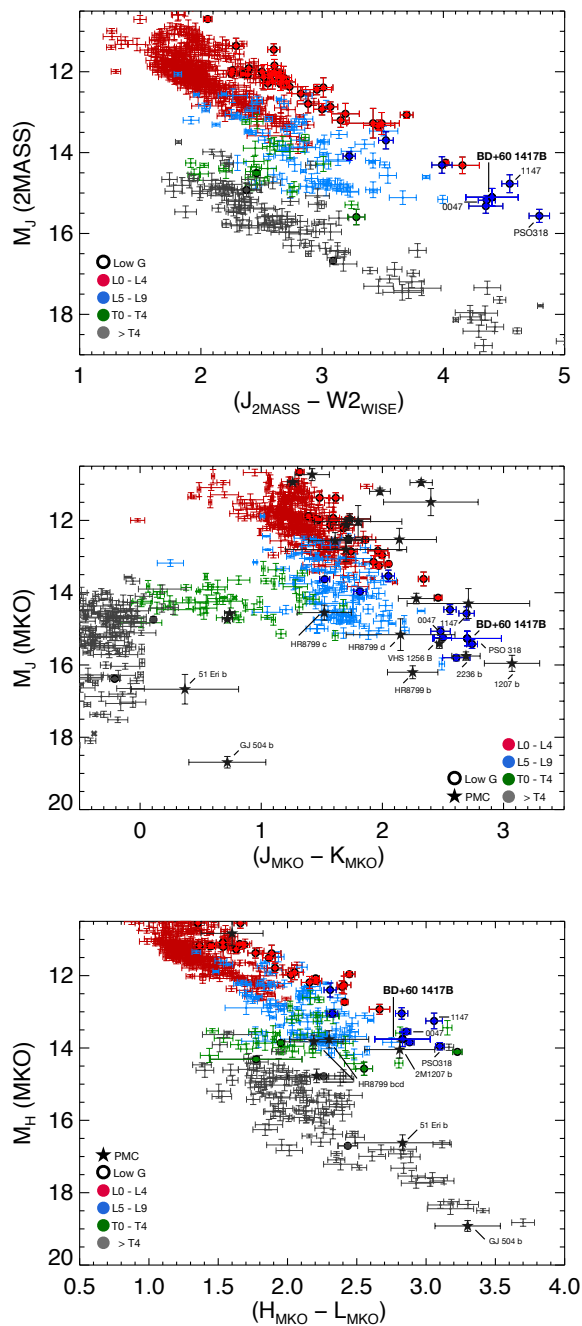 12
14
16
18
M_J (2MASS)
BD+60 1417B
1147
0047
PSO318
Low G
L0 - L4
L5 - L9
T0 - T4
> T4
1 2 3 4 5
(J_2MASS − W2_WISE)
12
14
16
18
20
M_J (MKO)
HR8799 c
HR8799 d
VHS 1256 B
HR8799 b
0047
1147
BD+60 1417B
PSO 318
2236 b
1207 b
51 Eri b
GJ 504 b
L0 - L4
L5 - L9
Low G T0 - T4
PMC > T4
0 1 2 3
(J_MKO − K_MKO)
12
14
16
18
20
M_H (MKO)
BD+60 1417B
1147
0047
PSO318
2M1207 b
HR8799 bcd
51 Eri b
GJ 504 b
PMC
Low G
L0 - L4
L5 - L9
T0 - T4
> T4
0.5 1.0 1.5 2.0 2.5 3.0 3.5 4.0
(H_MKO − L_MKO)